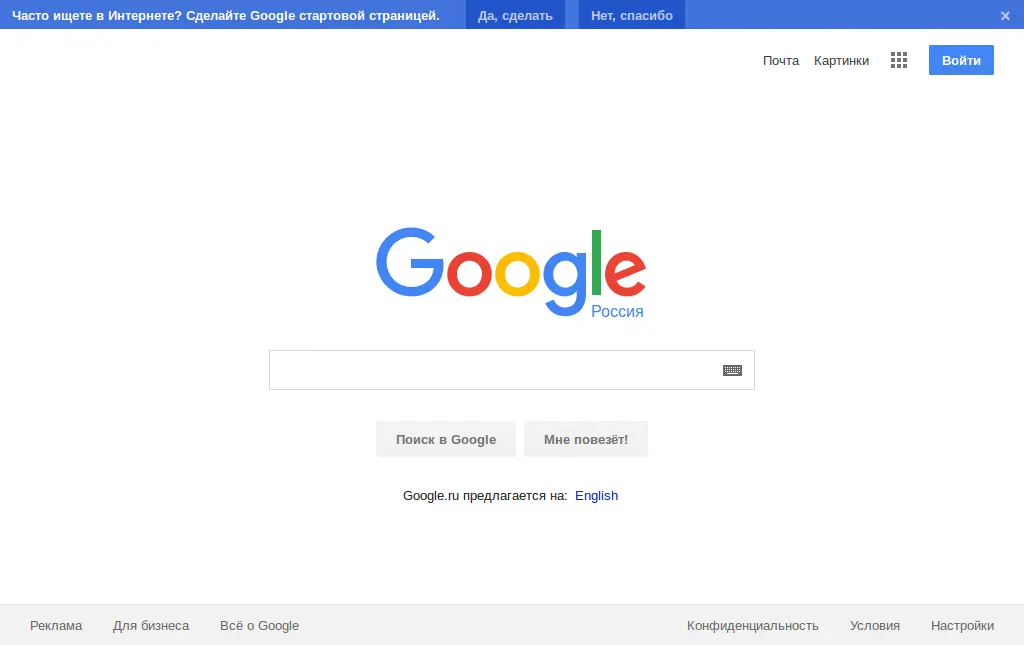 Часто ищете в Интернете? Сделайте Google стартовой страницей. Да, сделать Нет, спасибо ×
Почта Картинки Войти
Google
Россия
Поиск в Google Мне повезёт!
Google.ru предлагается на: English
Реклама Для бизнеса Всё о Google Конфиденциальность Условия Настройки